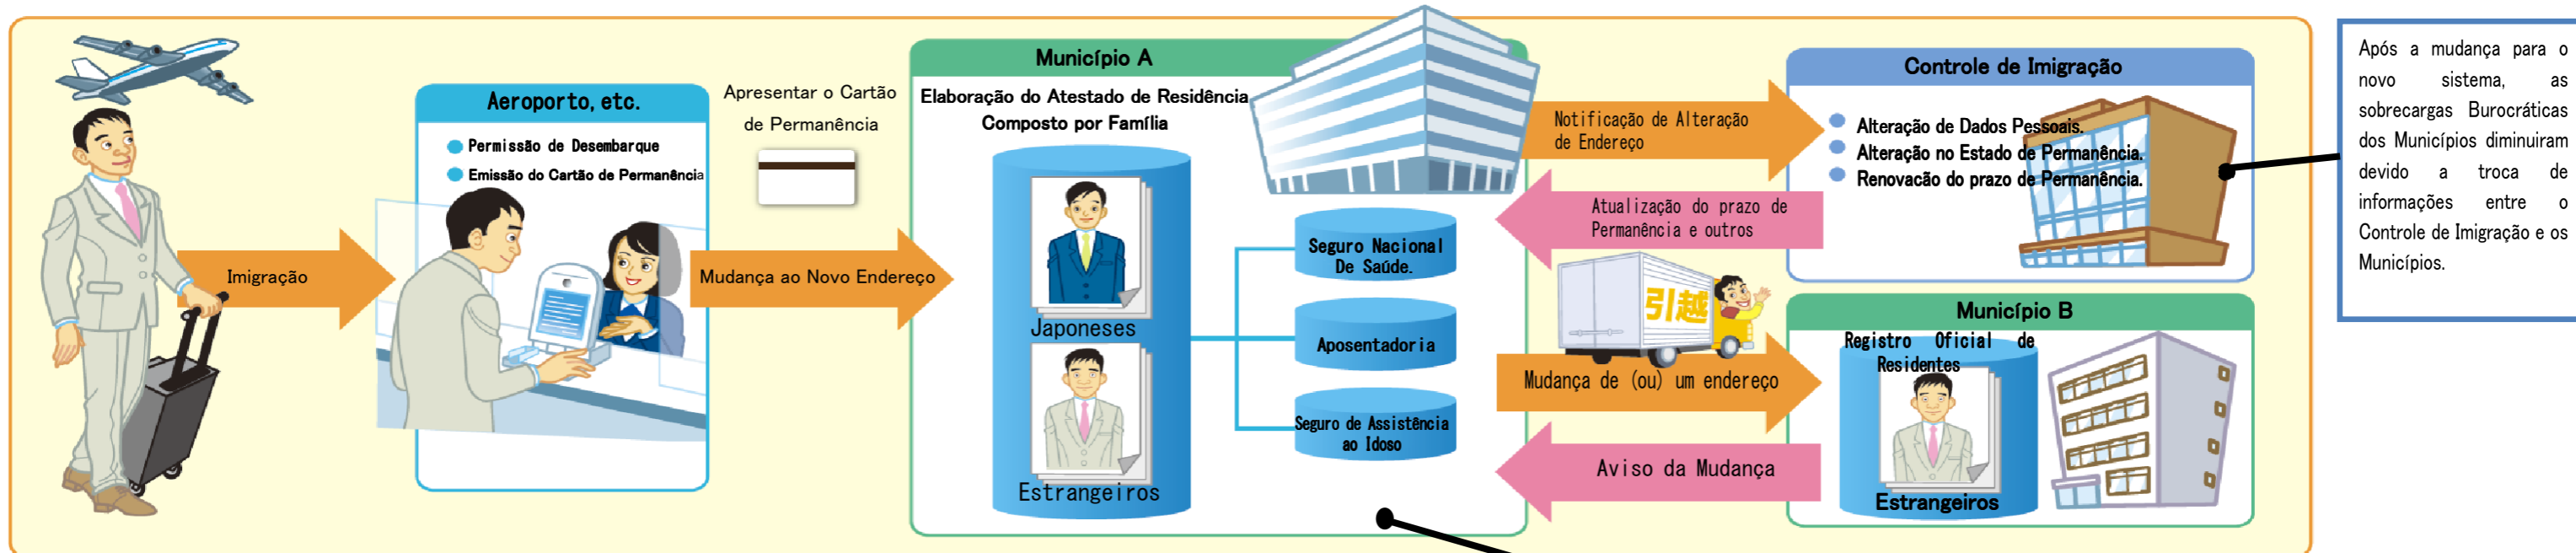 Imigração
Aeroporto, etc.
Permissão de Desembarque
Emissão do Cartão de Permanência
Apresentar o Cartão
de Permanência
Mudança ao Novo Endereço
Município A
Elaboração do Atestado de Residência
Composto por Família
Japoneses
Estrangeiros
Seguro Nacional
De Saúde.
Aposentadoria
Seguro de Assistência
ao Idoso
Notificação de Alteração
de Endereço
Atualização do prazo de
Permanência e outros
引越
Mudança de (ou) um endereço
Aviso da Mudança
Controle de Imigração
Alteração de Dados Pessoais.
Alteração no Estado de Permanência.
Renovacão do prazo de Permanência.
Município B
Registro Oficial de
Residentes
Estrangeiros
Após a mudança para o
novo sistema, as
sobrecargas Burocráticas
dos Municípios diminuiram
devido a troca de
informações entre o
Controle de Imigração e os
Municípios.